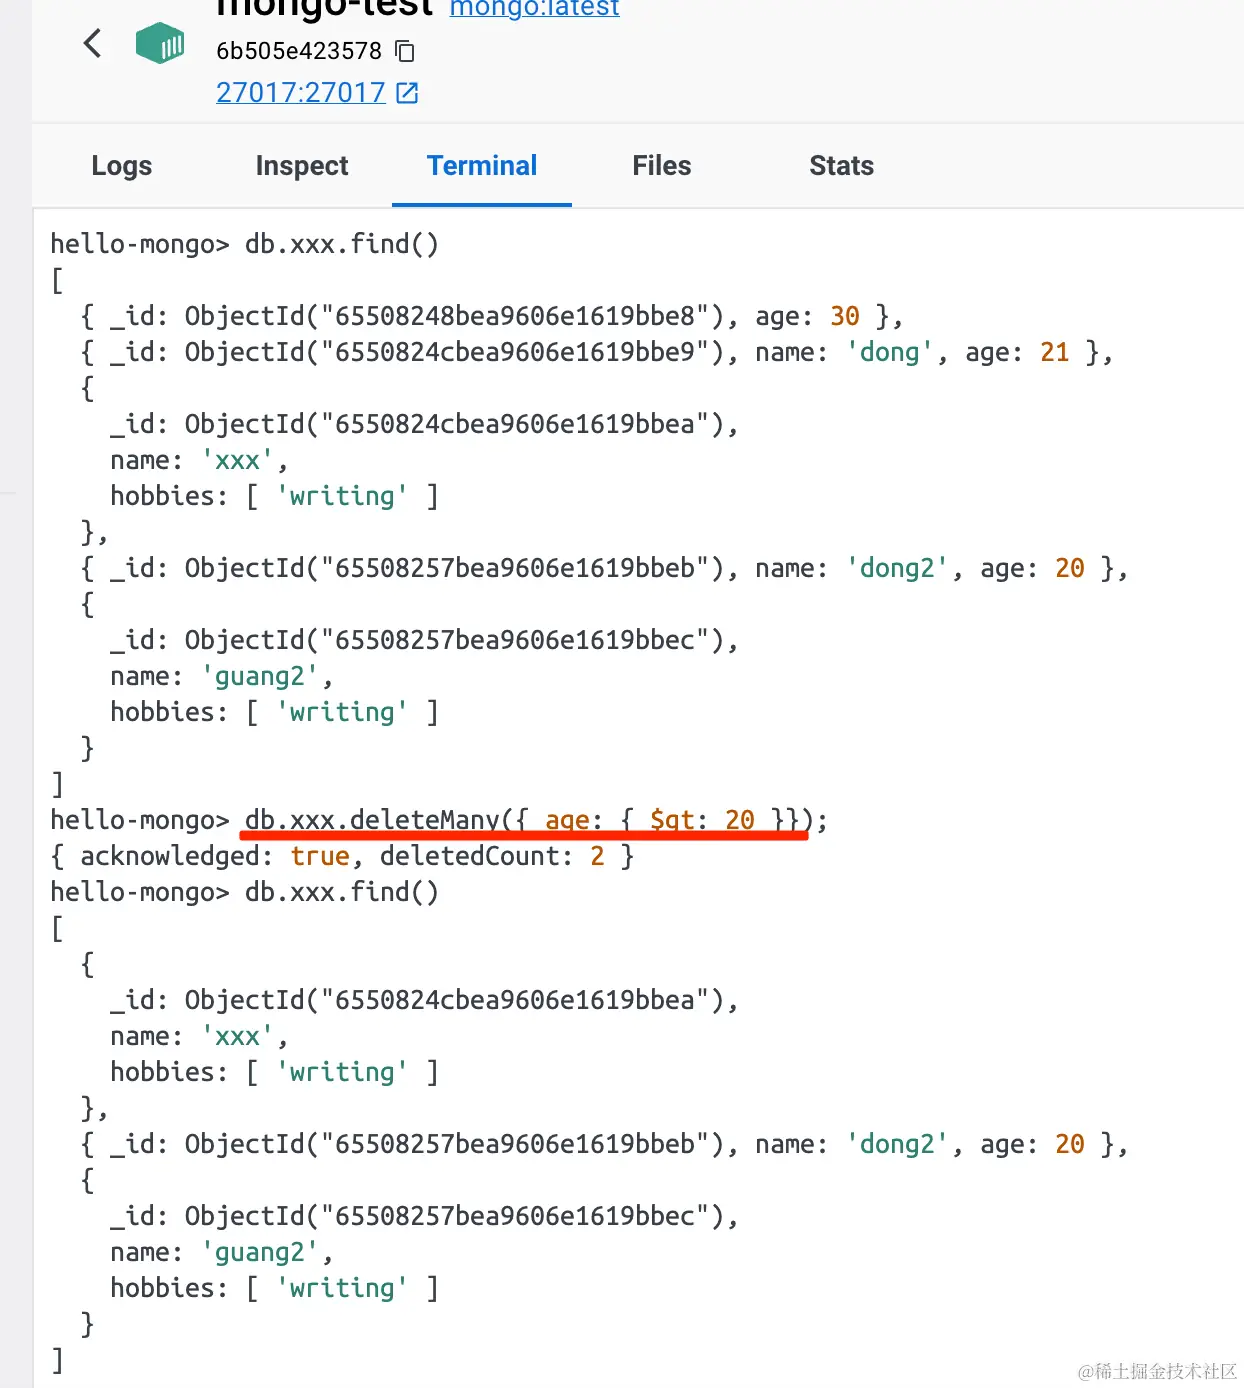 mongo-test mongo:latest
6b505e423578
27017:27017
Logs Inspect Terminal Files Stats
hello-mongo> db.xxx.find()
[
  { _id: ObjectId("65508248bea9606e1619bbe8"), age: 30 },
  { _id: ObjectId("6550824cbea9606e1619bbe9"), name: 'dong', age: 21 },
  {
    _id: ObjectId("6550824cbea9606e1619bbea"),
    name: 'xxx',
    hobbies: [ 'writing' ]
  },
  { _id: ObjectId("65508257bea9606e1619bbeb"), name: 'dong2', age: 20 },
  {
    _id: ObjectId("65508257bea9606e1619bbec"),
    name: 'guang2',
    hobbies: [ 'writing' ]
  }
]
hello-mongo> db.xxx.deleteMany({ age: { $gt: 20 }});
{ acknowledged: true, deletedCount: 2 }
hello-mongo> db.xxx.find()
[
  {
    _id: ObjectId("6550824cbea9606e1619bbea"),
    name: 'xxx',
    hobbies: [ 'writing' ]
  },
  { _id: ObjectId("65508257bea9606e1619bbeb"), name: 'dong2', age: 20 },
  {
    _id: ObjectId("65508257bea9606e1619bbec"),
    name: 'guang2',
    hobbies: [ 'writing' ]
  }
]
@稀土掘金技术社区